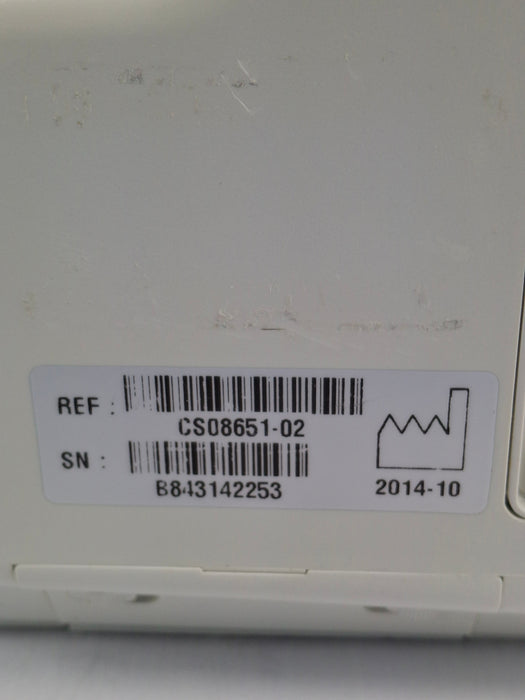 REF :
CS08651-02
SN :
B843142253
2014-10